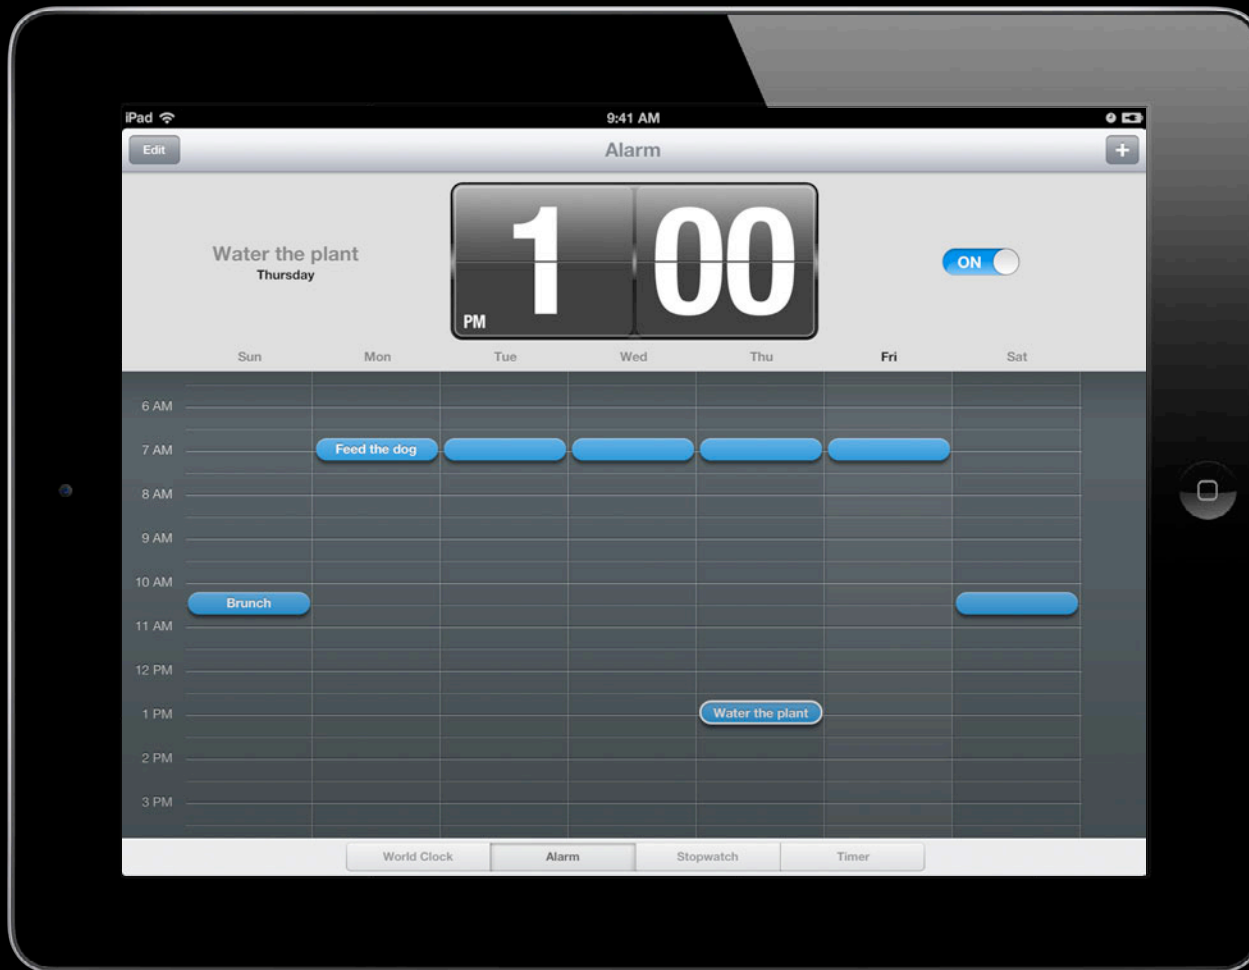 iPad 9:41 AM
Edit Alarm +
Water the plant
Thursday
1 00
PM
ON
Sun Mon Tue Wed Thu Fri Sat
6 AM
7 AM Feed the dog
8 AM
9 AM
10 AM
Brunch
11 AM
12 PM
1 PM Water the plant
2 PM
3 PM
World Clock Alarm Stopwatch Timer